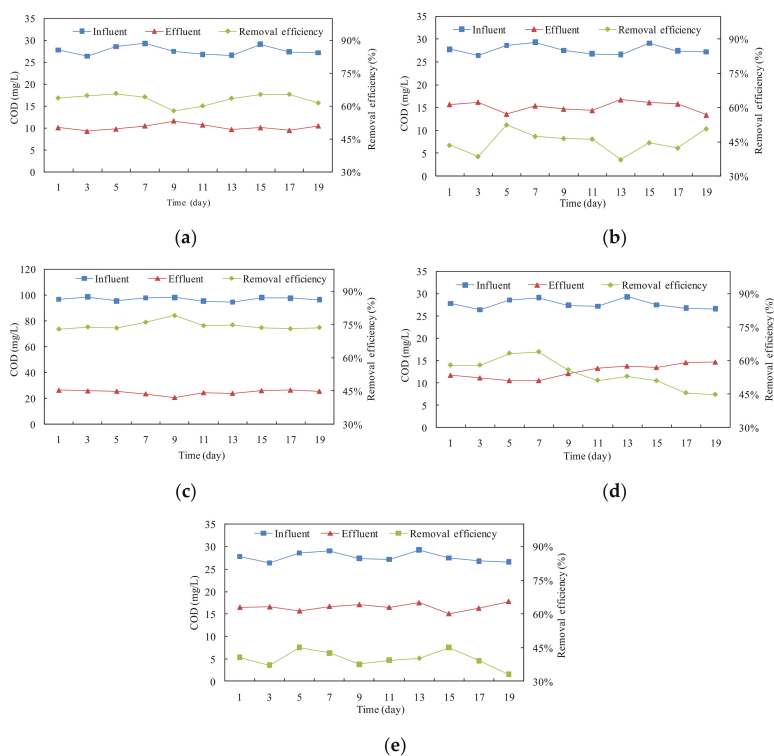 Influent Effluent Removal efficiency
35
30
25
20
15
10
5
0
COD (mg/L)
90%
75%
60%
45%
30%
Removal efficiency (%)
1 3 5 7 9 11 13 15 17 19
Time (day)
(a)
Influent Effluent Removal efficiency
35
30
25
20
15
10
5
0
COD (mg/L)
90%
75%
60%
45%
30%
Removal efficiency (%)
1 3 5 7 9 11 13 15 17 19
Time (day)
(b)
Influent Effluent Removal efficiency
120
100
80
60
40
20
0
COD (mg/L)
90%
75%
60%
45%
30%
Removal efficiency (%)
1 3 5 7 9 11 13 15 17 19
Time (day)
(c)
Influent Effluent Removal efficiency
35
30
25
20
15
10
5
0
COD (mg/L)
90%
75%
60%
45%
30%
Removal efficiency (%)
1 3 5 7 9 11 13 15 17 19
Time (day)
(d)
Influent Effluent Removal efficiency
35
30
25
20
15
10
5
0
COD (mg/L)
90%
75%
60%
45%
30%
Removal efficiency (%)
1 3 5 7 9 11 13 15 17 19
Time (day)
(e)